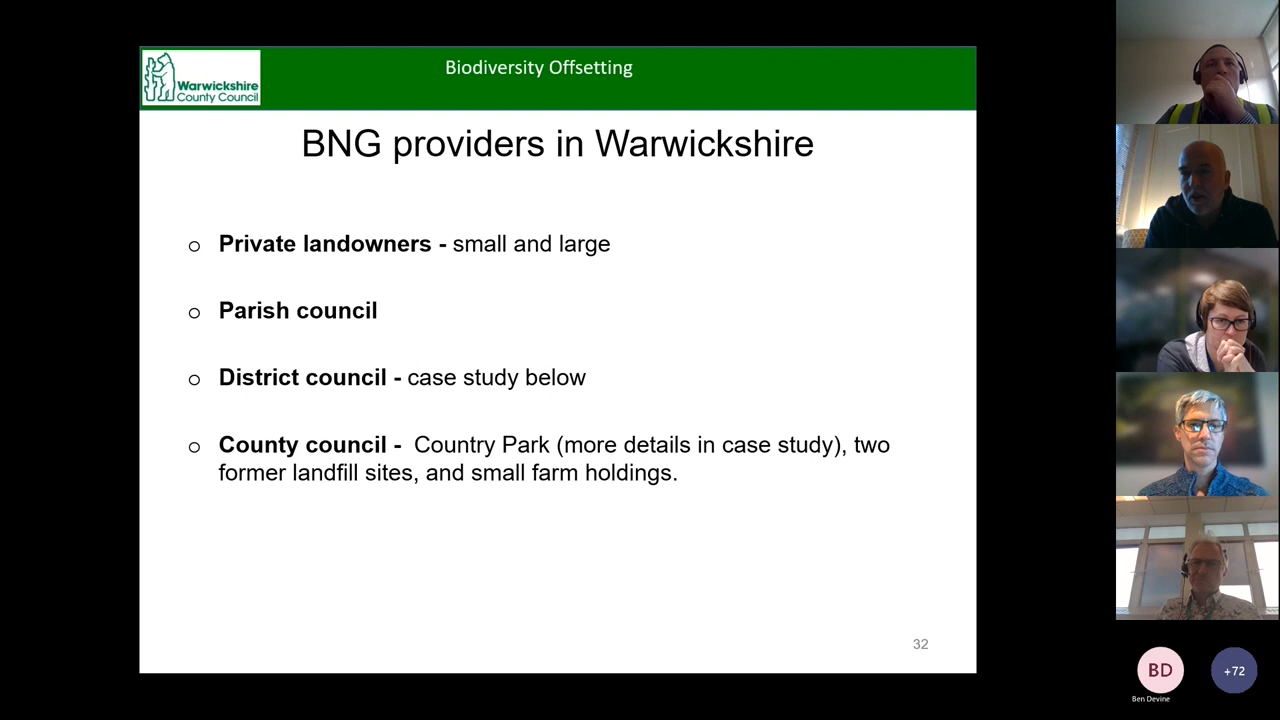 Warwickshire
County Council
Biodiversity Offsetting
BNG providers in Warwickshire
o Private landowners - small and large
o Parish council
o District council - case study below
o County council - Country Park (more details in case study), two
former landfill sites, and small farm holdings.
32
BD
+72
Ben Devine